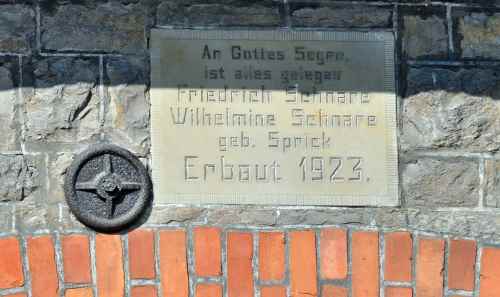 An Gottes Segen,
ist alles gelegen
Friedrich Schnare
Wilhelmine Schnare
geb. Sprick
Erbaut 1923.